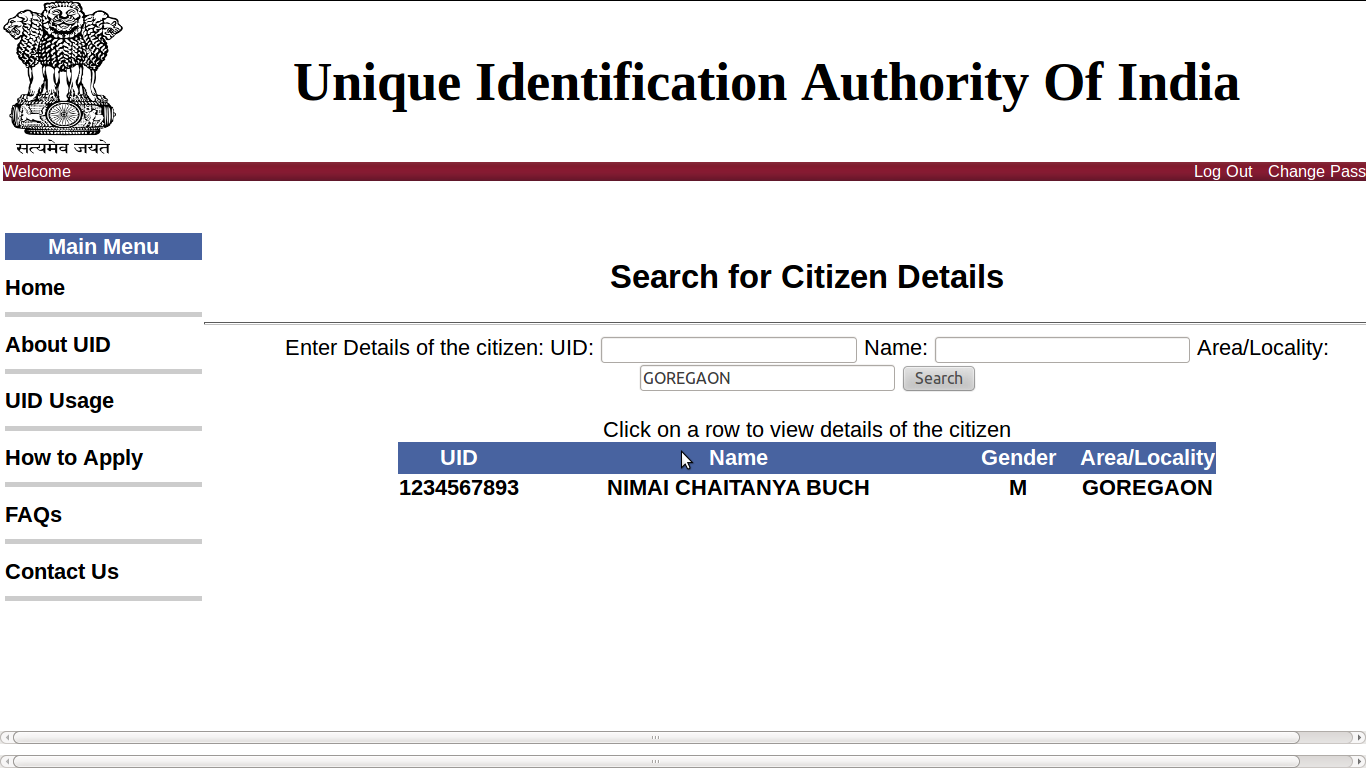 Unique Identification Authority Of India
सत्यमेव जयते
Welcome Log Out Change Pass
Main Menu
Home
About UID
UID Usage
How to Apply
FAQs
Contact Us
Search for Citizen Details
Enter Details of the citizen: UID: Name: Area/Locality:
GOREGAON Search
Click on a row to view details of the citizen
UID Name Gender Area/Locality
1234567893 NIMAI CHAITANYA BUCH M GOREGAON